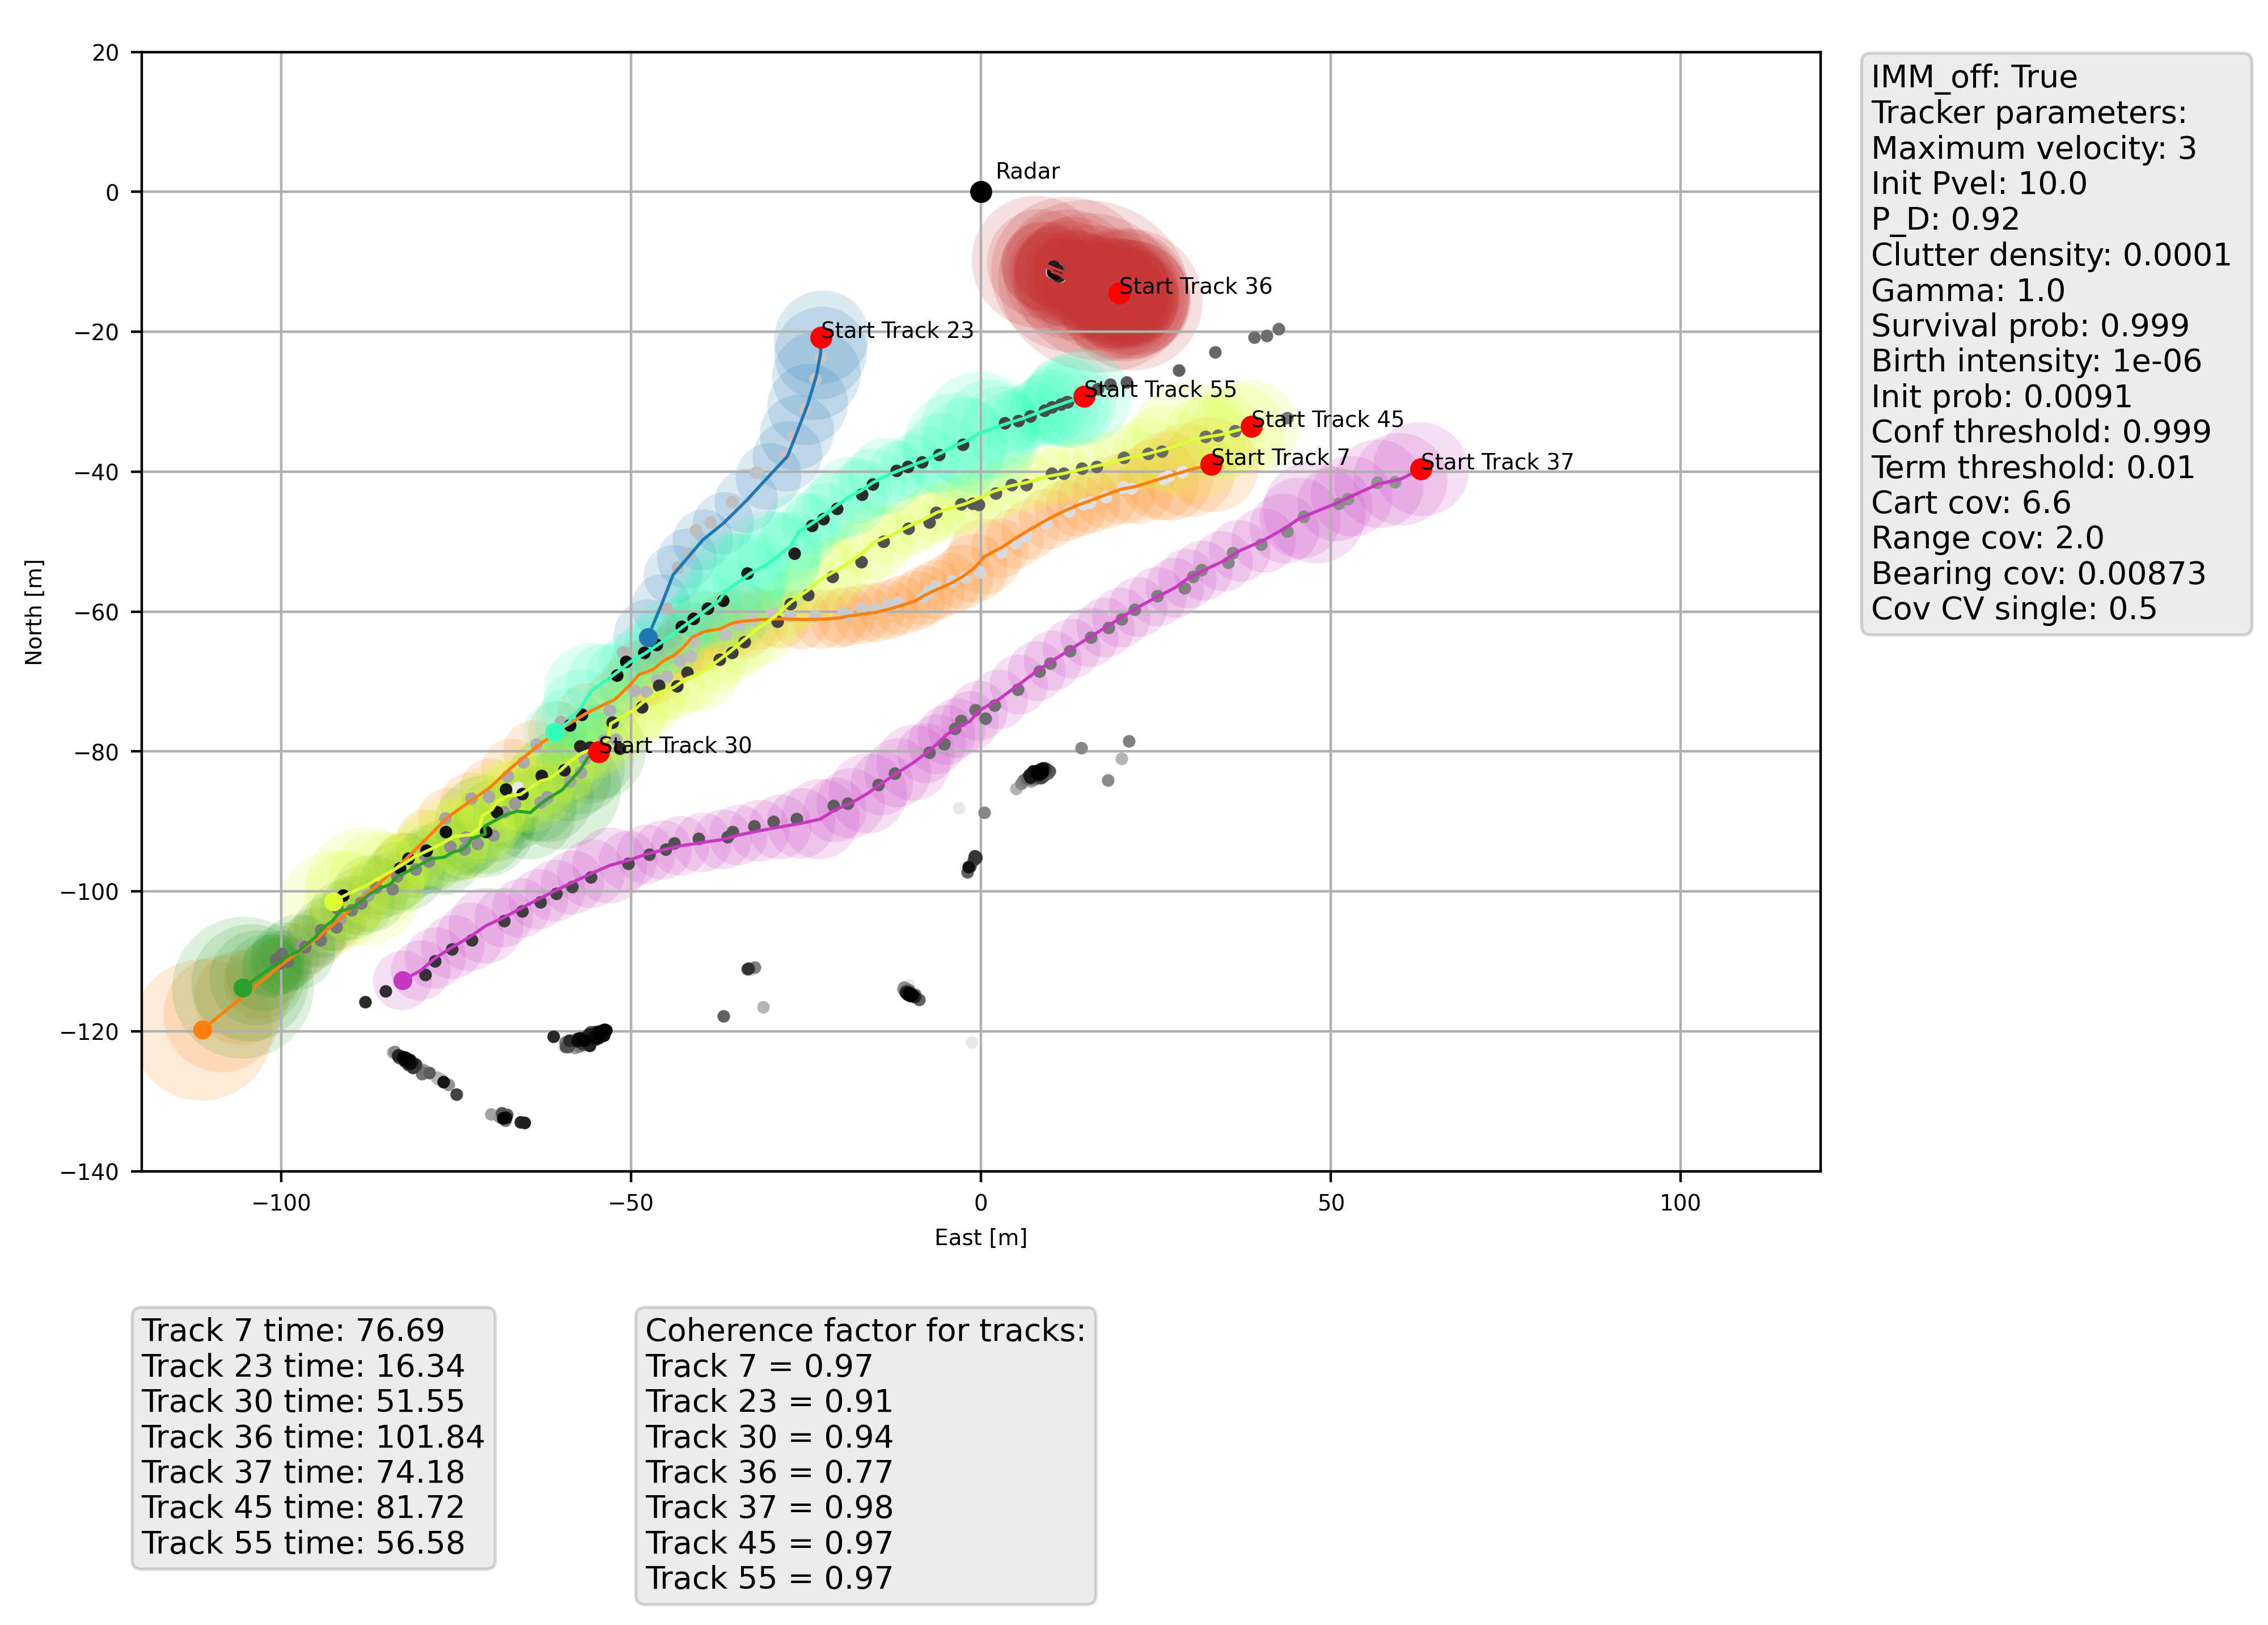 20
0
−20
−40
−60
−80
−100
−120
−140
North [m]
−100
−50
0
50
100
East [m]
Radar
Start Track 36
Start Track 23
Start Track 55
Start Track 45
Start Track 7
Start Track 37
Start Track 30
IMM_off: True
Tracker parameters:
Maximum velocity: 3
Init Pvel: 10.0
P_D: 0.92
Clutter density: 0.0001
Gamma: 1.0
Survival prob: 0.999
Birth intensity: 1e-06
Init prob: 0.0091
Conf threshold: 0.999
Term threshold: 0.01
Cart cov: 6.6
Range cov: 2.0
Bearing cov: 0.00873
Cov CV single: 0.5
Track 7 time: 76.69
Track 23 time: 16.34
Track 30 time: 51.55
Track 36 time: 101.84
Track 37 time: 74.18
Track 45 time: 81.72
Track 55 time: 56.58
Coherence factor for tracks:
Track 7 = 0.97
Track 23 = 0.91
Track 30 = 0.94
Track 36 = 0.77
Track 37 = 0.98
Track 45 = 0.97
Track 55 = 0.97